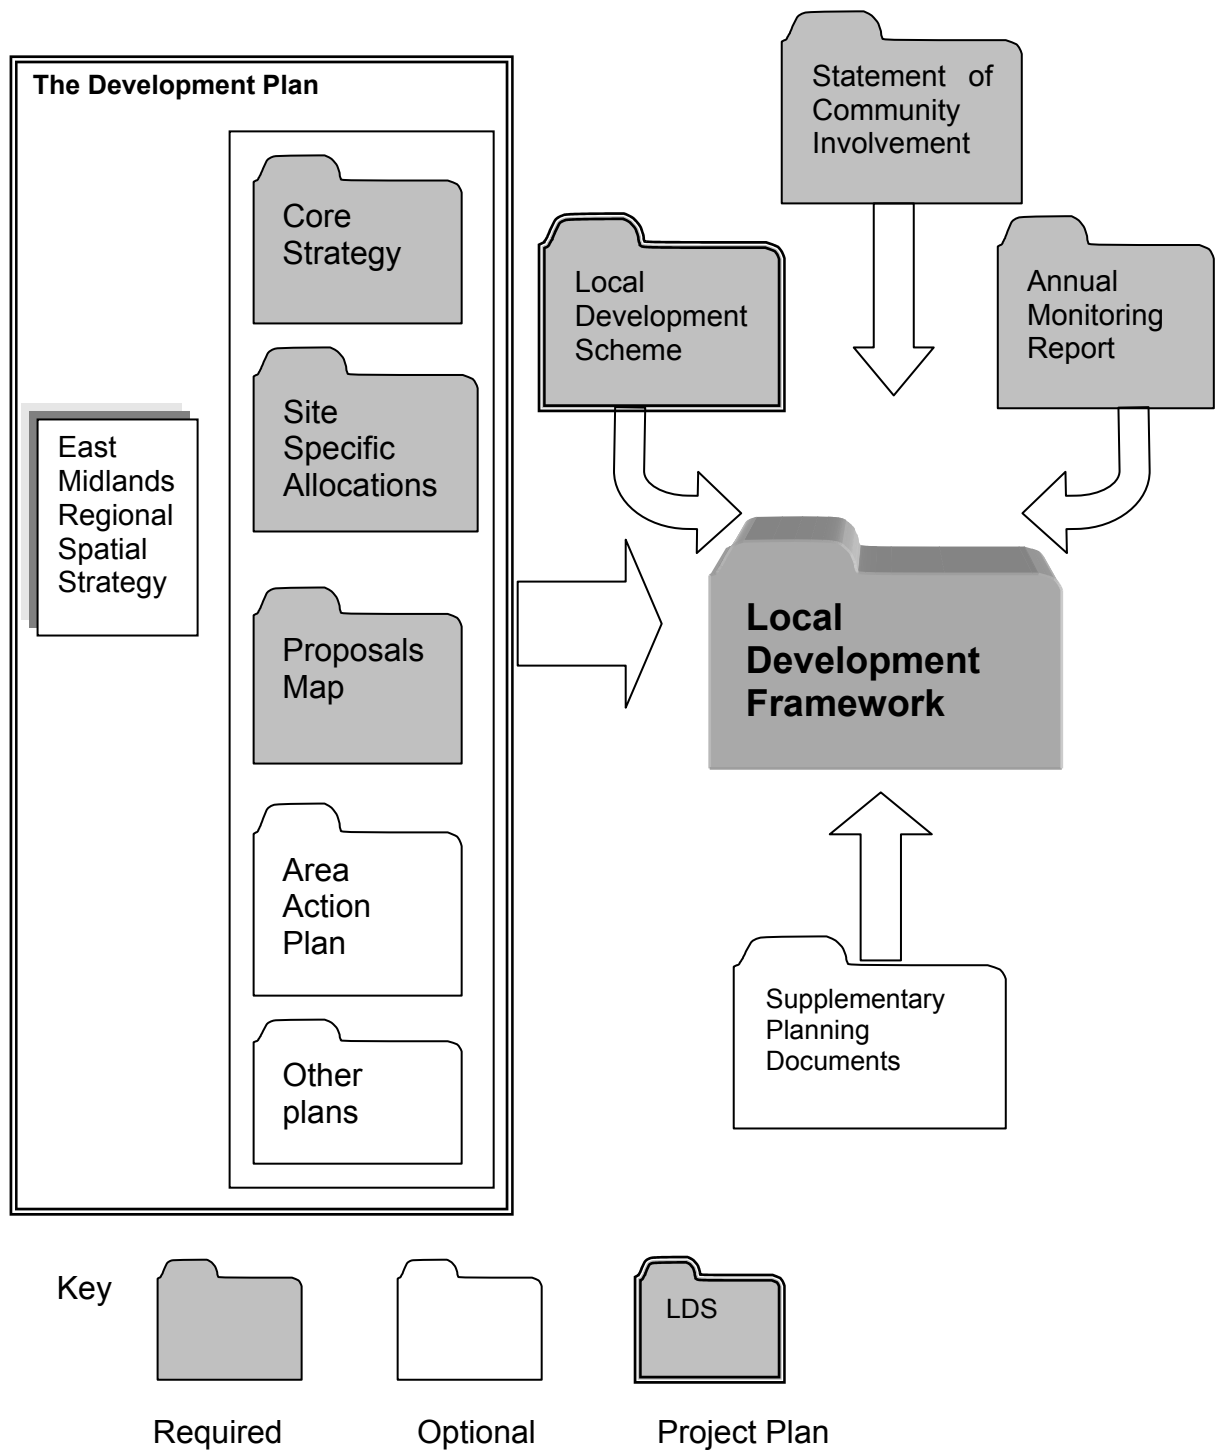 The Development Plan
East
Midlands
Regional
Spatial
Strategy
Core
Strategy
Site
Specific
Allocations
Proposals
Map
Area
Action
Plan
Other
plans
Statement of
Community
Involvement
Local
Development
Scheme
Annual
Monitoring
Report
Local
Development
Framework
Supplementary
Planning
Documents
Key
LDS
Required
Optional
Project Plan